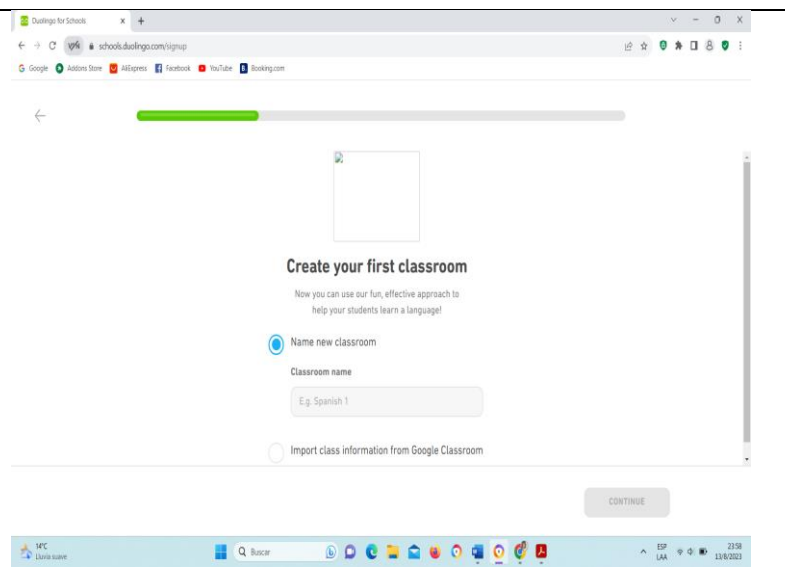 Duolingo for Schools
VPN schools.duolingo.com/signup
Google Addons Store AliExpress Facebook YouTube Booking.com
Create your first classroom
Now you can use our fun, effective approach to
help your students learn a language!
Name new classroom
Classroom name
E.g. Spanish 1
Import class information from Google Classroom
CONTINUE
14°C
Lluvia suave
Buscar
ESP
LAA
23:58
13/8/2023